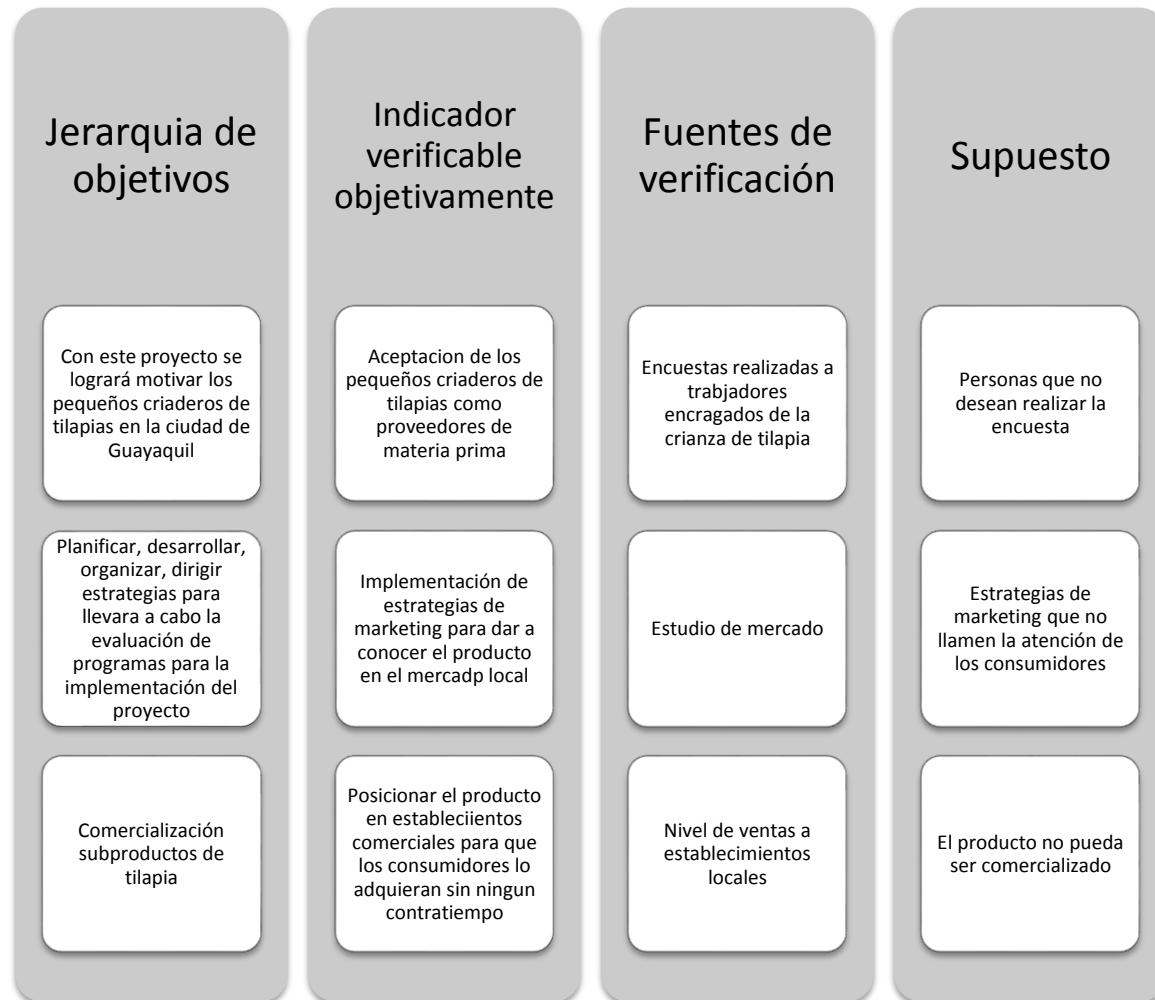 Jerarquia de
objetivos
Con este proyecto se
logrará motivar los
pequeños criaderos de
tilapias en la ciudad de
Guayaquil
Planificar, desarrollar,
organizar, dirigir
estrategias para
llevara a cabo la
evaluación de
programas para la
implementación del
proyecto
Comercialización
subproductos de
tilapia
Indicador
verificable
objetivamente
Aceptacion de los
pequeños criaderos de
tilapias como
proveedores de
materia prima
Implementación de
estrategias de
marketing para dar a
conocer el producto
en el mercadp local
Posicionar el producto
en estableciientos
comerciales para que
los consumidores lo
adquieran sin ningun
contratiempo
Fuentes de
verificación
Encuestas realizadas a
trabjadores
encragados de la
crianza de tilapia
Estudio de mercado
Nivel de ventas a
establecimientos
locales
Supuesto
Personas que no
desean realizar la
encuesta
Estrategias de
marketing que no
llamen la atención de
los consumidores
El producto no pueda
ser comercializado